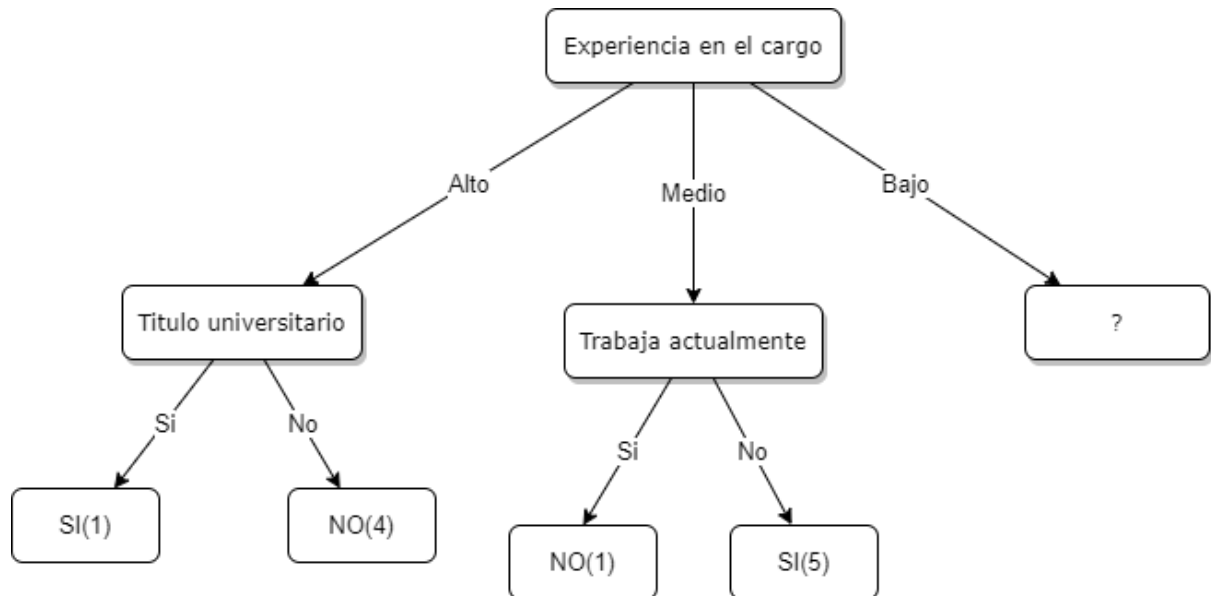 Experiencia en el cargo
Alto
Medio
Bajo
Titulo universitario
Trabaja actualmente
?
Si
No
Si
No
SI(1)
NO(4)
NO(1)
SI(5)